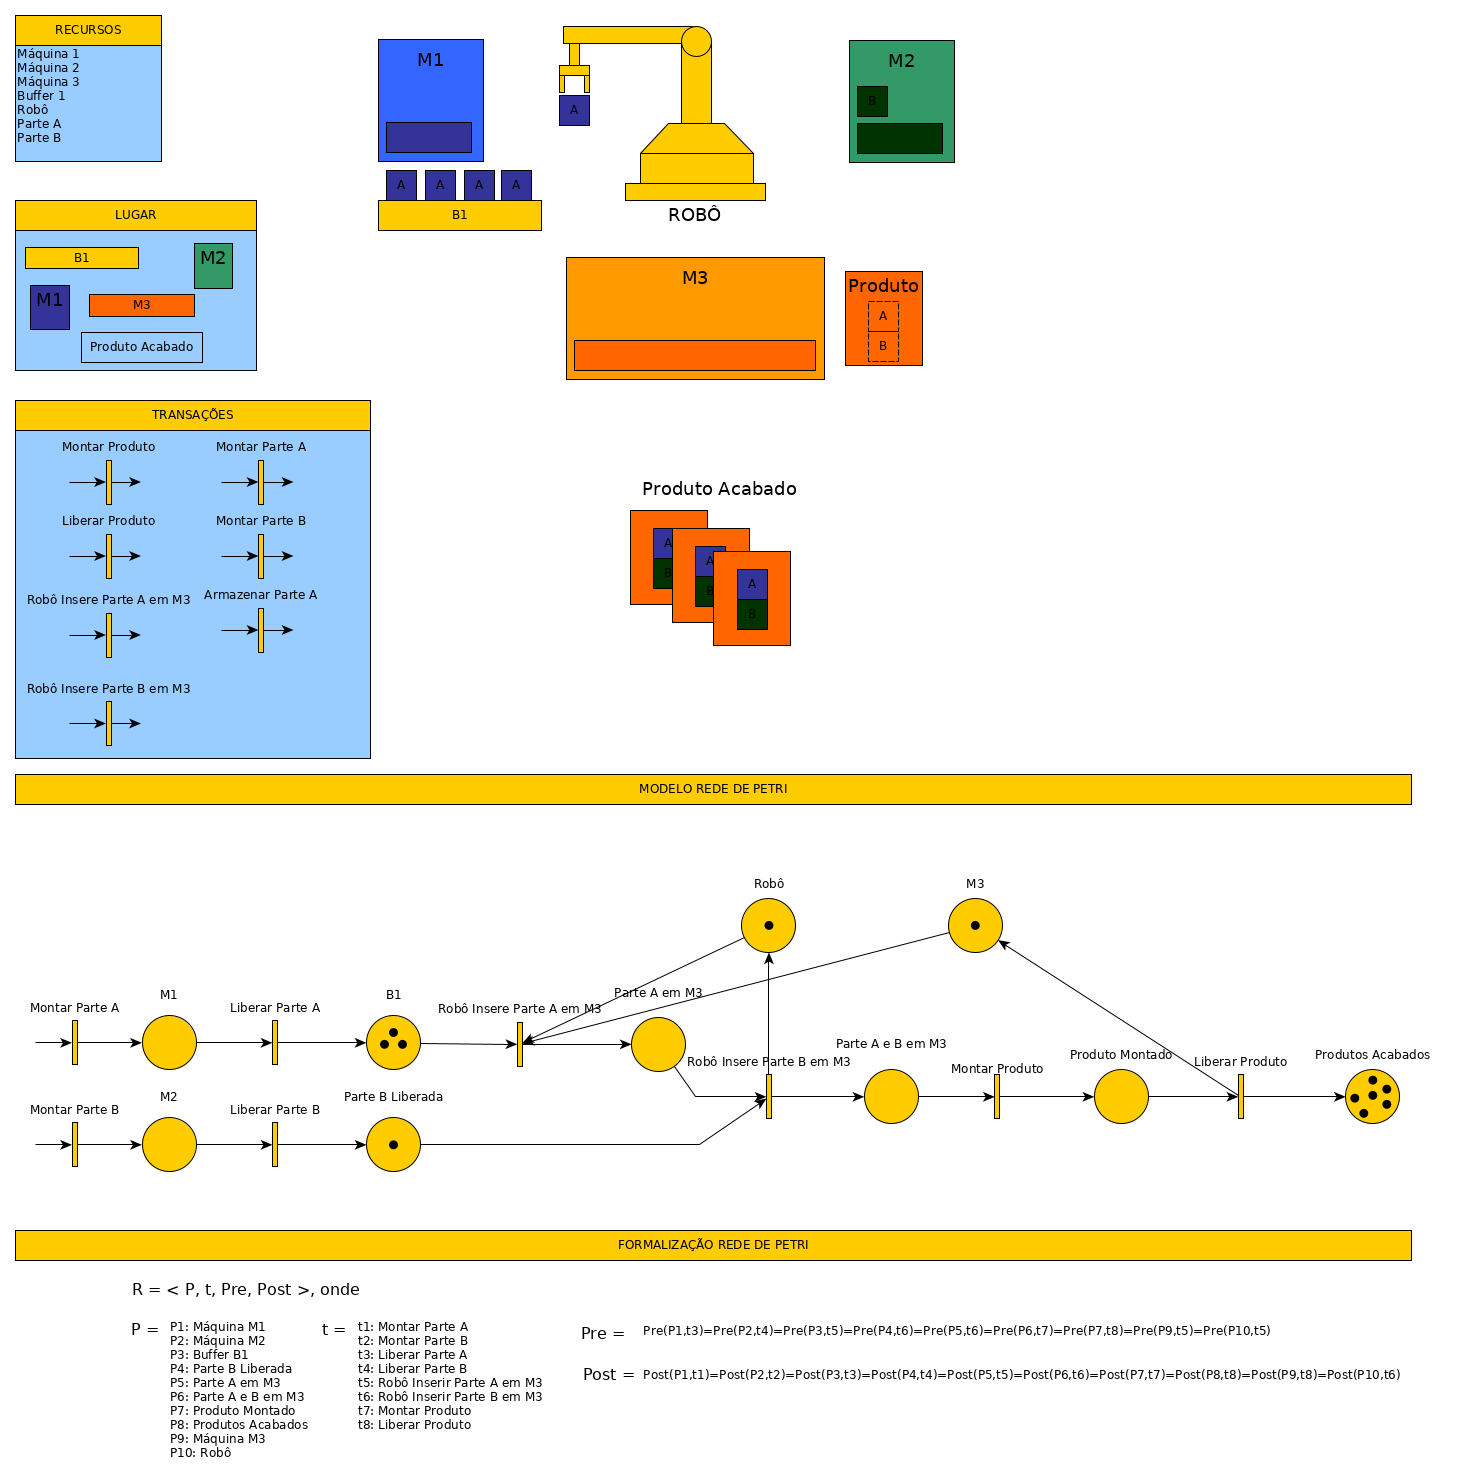 RECURSOS
Máquina 1
Máquina 2
Máquina 3
Buffer 1
Robô
Parte A
Parte B
M1
A
A
A
A
B1
A
ROBÔ
M2
B
M3
Produto
A
B
LUGAR
B1
M2
M1
M3
Produto Acabado
TRANSAÇÕES
Montar Produto
Montar Parte A
Liberar Produto
Montar Parte B
Robô Insere Parte A em M3
Armazenar Parte A
Robô Insere Parte B em M3
Produto Acabado
A
B
A
B
A
B
MODELO REDE DE PETRI
Robô
M3
Montar Parte A
M1
Liberar Parte A
B1
Robô Insere Parte A em M3
Parte A em M3
Robô Insere Parte B em M3
Parte A e B em M3
Montar Produto
Produto Montado
Liberar Produto
Produtos Acabados
Montar Parte B
M2
Liberar Parte B
Parte B Liberada
FORMALIZAÇÃO REDE DE PETRI
R = < P, t, Pre, Post >, onde
P =
P1: Máquina M1
P2: Máquina M2
P3: Buffer B1
P4: Parte B Liberada
P5: Parte A em M3
P6: Parte A e B em M3
P7: Produto Montado
P8: Produtos Acabados
P9: Máquina M3
P10: Robô
t =
t1: Montar Parte A
t2: Montar Parte B
t3: Liberar Parte A
t4: Liberar Parte B
t5: Robô Inserir Parte A em M3
t6: Robô Inserir Parte B em M3
t7: Montar Produto
t8: Liberar Produto
Pre = Pre(P1,t3)=Pre(P2,t4)=Pre(P3,t5)=Pre(P4,t6)=Pre(P5,t6)=Pre(P6,t7)=Pre(P7,t8)=Pre(P9,t5)=Pre(P10,t5)
Post = Post(P1,t1)=Post(P2,t2)=Post(P3,t3)=Post(P4,t4)=Post(P5,t5)=Post(P6,t6)=Post(P7,t7)=Post(P8,t8)=Post(P9,t8)=Post(P10,t6)